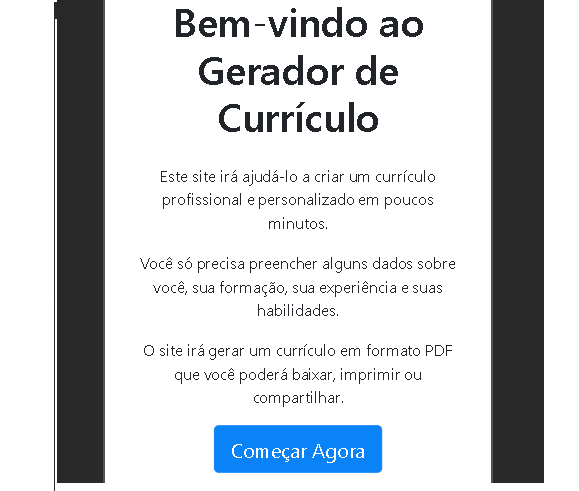 Bem-vindo ao
Gerador de
Currículo
Este site irá ajudá-lo a criar um currículo
profissional e personalizado em poucos
minutos.
Você só precisa preencher alguns dados sobre
você, sua formação, sua experiência e suas
habilidades.
O site irá gerar um currículo em formato PDF
que você poderá baixar, imprimir ou
compartilhar.
Começar Agora